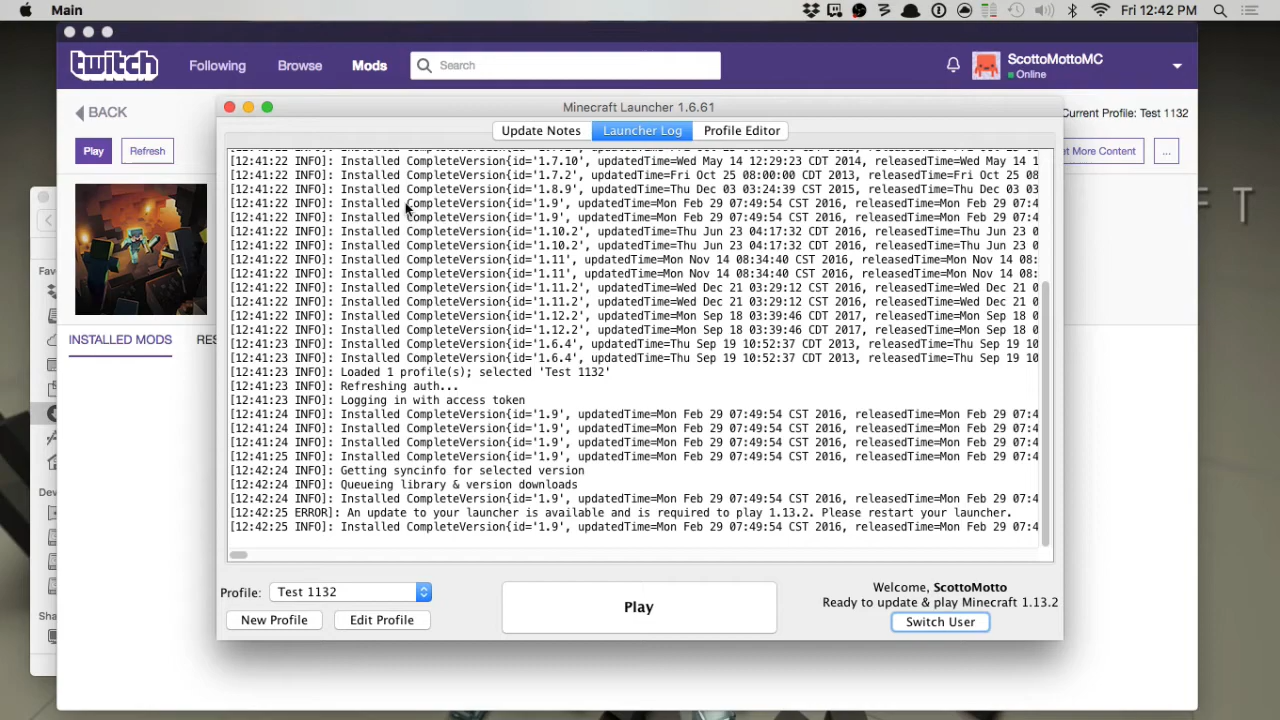 Main
Fri 12:42 PM
twitch
Following
Browse
Mods
Search
ScottoMottoMC
Online
BACK
Current Profile: Test 1132
Play
Refresh
et More Content
...
INSTALLED MODS
RES
Fav
Dev
Sha
F T
Minecraft Launcher 1.6.61
Update Notes
Launcher Log
Profile Editor
[12:41:22 INFO]: Installed CompleteVersion{id='1.7.10', updatedTime=Wed May 14 12:29:23 CDT 2014, releasedTime=Wed May 14 1
[12:41:22 INFO]: Installed CompleteVersion{id='1.7.2', updatedTime=Fri Oct 25 08:00:00 CDT 2013, releasedTime=Fri Oct 25 08
[12:41:22 INFO]: Installed CompleteVersion{id='1.8.9', updatedTime=Thu Dec 03 03:24:39 CST 2015, releasedTime=Thu Dec 03 03
[12:41:22 INFO]: Installed CompleteVersion{id='1.9', updatedTime=Mon Feb 29 07:49:54 CST 2016, releasedTime=Mon Feb 29 07:4
[12:41:22 INFO]: Installed CompleteVersion{id='1.9', updatedTime=Mon Feb 29 07:49:54 CST 2016, releasedTime=Mon Feb 29 07:4
[12:41:22 INFO]: Installed CompleteVersion{id='1.10.2', updatedTime=Thu Jun 23 04:17:32 CDT 2016, releasedTime=Thu Jun 23 0
[12:41:22 INFO]: Installed CompleteVersion{id='1.10.2', updatedTime=Thu Jun 23 04:17:32 CDT 2016, releasedTime=Thu Jun 23 0
[12:41:22 INFO]: Installed CompleteVersion{id='1.11', updatedTime=Mon Nov 14 08:34:40 CST 2016, releasedTime=Mon Nov 14 08:
[12:41:22 INFO]: Installed CompleteVersion{id='1.11', updatedTime=Mon Nov 14 08:34:40 CST 2016, releasedTime=Mon Nov 14 08:
[12:41:22 INFO]: Installed CompleteVersion{id='1.11.2', updatedTime=Wed Dec 21 03:29:12 CST 2016, releasedTime=Wed Dec 21 0
[12:41:22 INFO]: Installed CompleteVersion{id='1.11.2', updatedTime=Wed Dec 21 03:29:12 CST 2016, releasedTime=Wed Dec 21 0
[12:41:22 INFO]: Installed CompleteVersion{id='1.12.2', updatedTime=Mon Sep 18 03:39:46 CDT 2017, releasedTime=Mon Sep 18 0
[12:41:22 INFO]: Installed CompleteVersion{id='1.12.2', updatedTime=Mon Sep 18 03:39:46 CDT 2017, releasedTime=Mon Sep 18 0
[12:41:23 INFO]: Installed CompleteVersion{id='1.6.4', updatedTime=Thu Sep 19 10:52:37 CDT 2013, releasedTime=Thu Sep 19 10
[12:41:23 INFO]: Installed CompleteVersion{id='1.6.4', updatedTime=Thu Sep 19 10:52:37 CDT 2013, releasedTime=Thu Sep 19 10
[12:41:23 INFO]: Loaded 1 profile(s); selected 'Test 1132'
[12:41:23 INFO]: Refreshing auth...
[12:41:23 INFO]: Logging in with access token
[12:41:24 INFO]: Installed CompleteVersion{id='1.9', updatedTime=Mon Feb 29 07:49:54 CST 2016, releasedTime=Mon Feb 29 07:4
[12:41:24 INFO]: Installed CompleteVersion{id='1.9', updatedTime=Mon Feb 29 07:49:54 CST 2016, releasedTime=Mon Feb 29 07:4
[12:41:24 INFO]: Installed CompleteVersion{id='1.9', updatedTime=Mon Feb 29 07:49:54 CST 2016, releasedTime=Mon Feb 29 07:4
[12:41:25 INFO]: Installed CompleteVersion{id='1.9', updatedTime=Mon Feb 29 07:49:54 CST 2016, releasedTime=Mon Feb 29 07:4
[12:42:24 INFO]: Getting syncinfo for selected version
[12:42:24 INFO]: Queueing library & version downloads
[12:42:24 INFO]: Installed CompleteVersion{id='1.9', updatedTime=Mon Feb 29 07:49:54 CST 2016, releasedTime=Mon Feb 29 07:4
[12:42:25 ERROR]: An update to your launcher is available and is required to play 1.13.2. Please restart your launcher.
[12:42:25 INFO]: Installed CompleteVersion{id='1.9', updatedTime=Mon Feb 29 07:49:54 CST 2016, releasedTime=Mon Feb 29 07:4
Profile: Test 1132
New Profile
Edit Profile
Play
Welcome, ScottoMotto
Ready to update & play Minecraft 1.13.2
Switch User